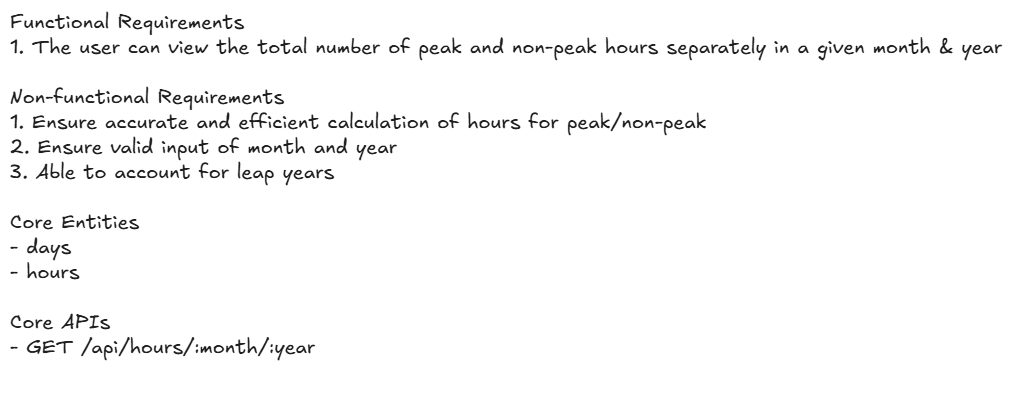 Functional Requirements
1. The user can view the total number of peak and non-peak hours separately in a given month & year
Non-functional Requirements
1. Ensure accurate and efficient calculation of hours for peak/non-peak
2. Ensure valid input of month and year
3. Able to account for leap years
Core Entities
- days
- hours
Core APIs
- GET /api/hours/:month/:year